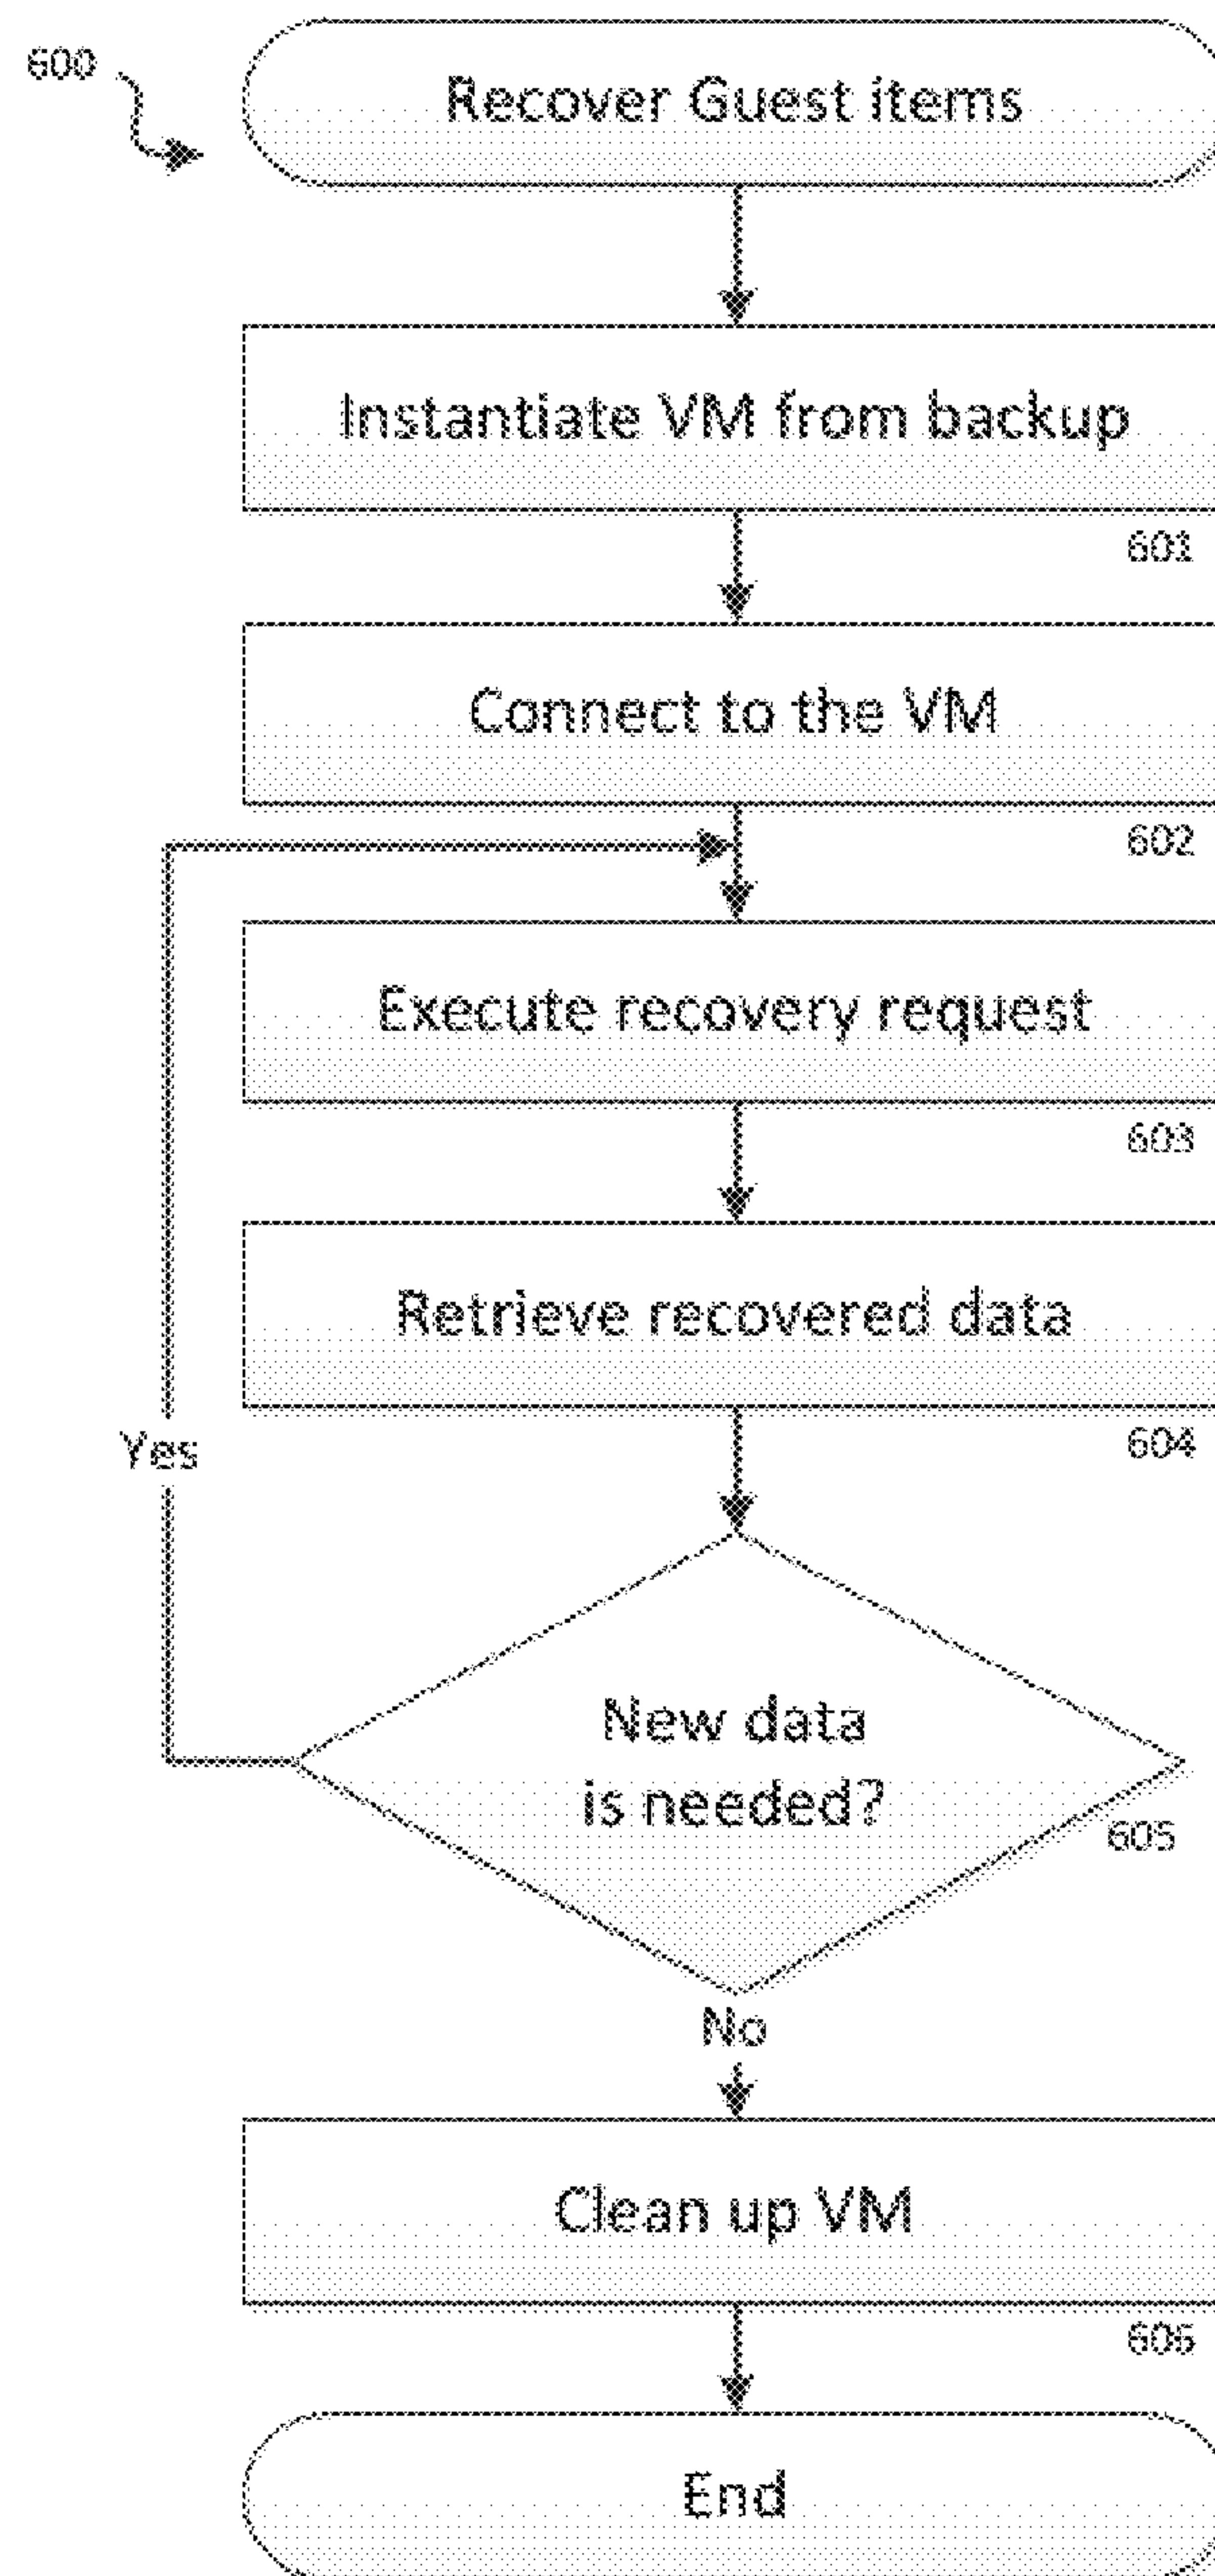 600
Recover Guest items
Instantiate VM from backup
601
Connect to the VM
602
Execute recovery request
603
Retrieve recovered data
604
Yes
New data
is needed?
605
No
Clean up VM
606
End